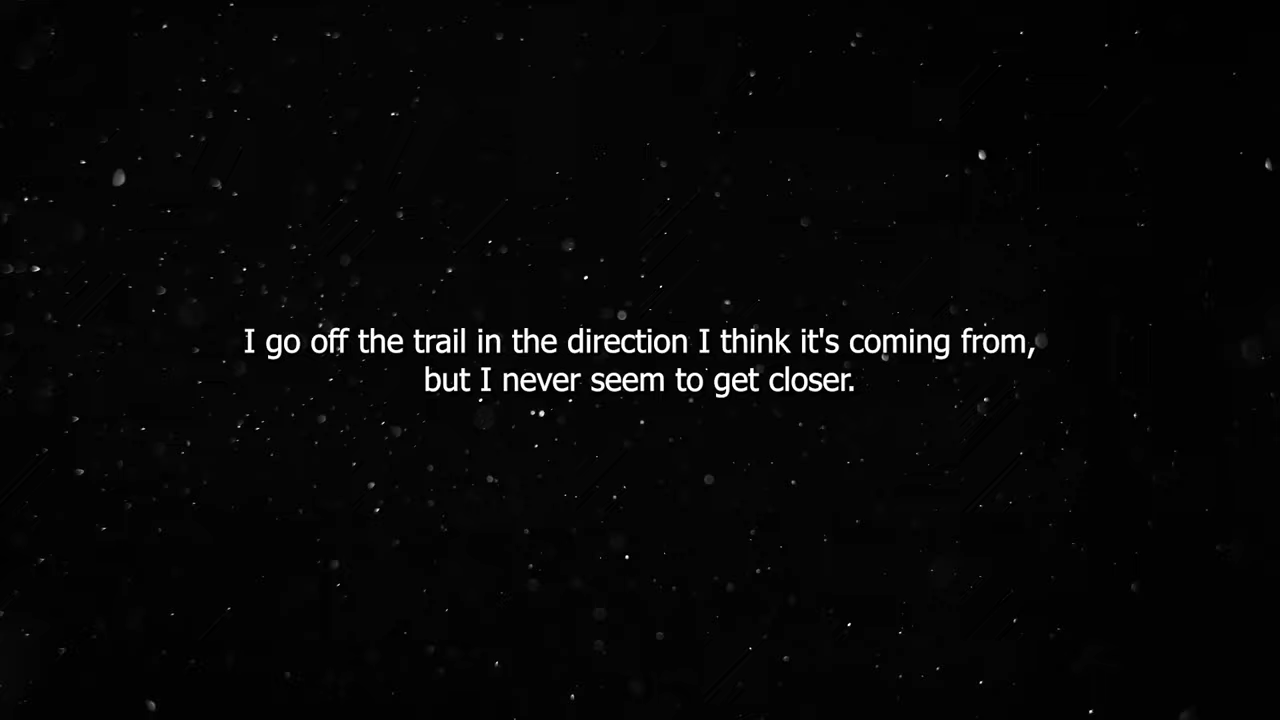 I go off the trail in the direction I think it's coming from,
but I never seem to get closer.